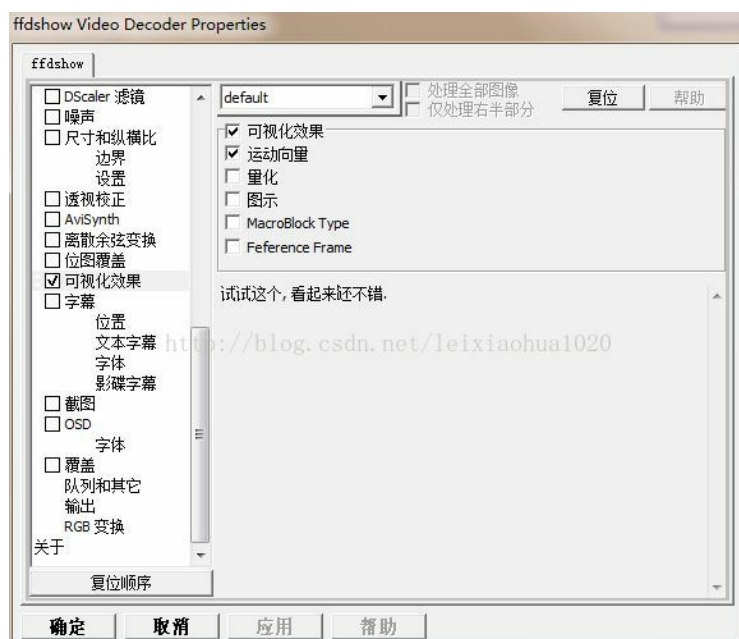 ffdshow Video Decoder Properties
ffdshow
DScaler 滤镜
噪声
尺寸和纵横比
边界
设置
透视校正
AviSynth
离散余弦变换
位图覆盖
可视化效果
字幕
位置
文本字幕
字体
影碟字幕
截图
OSD
字体
覆盖
队列和其它
输出
RGB 变换
关于
复位顺序
default
处理全部图像
仅处理右半部分
复位
帮助
可视化效果
运动向量
量化
图示
MacroBlock Type
Feference Frame
试试这个, 看起来还不错.
http://blog.csdn.net/leixiaohua1020
确定
取消
应用
帮助